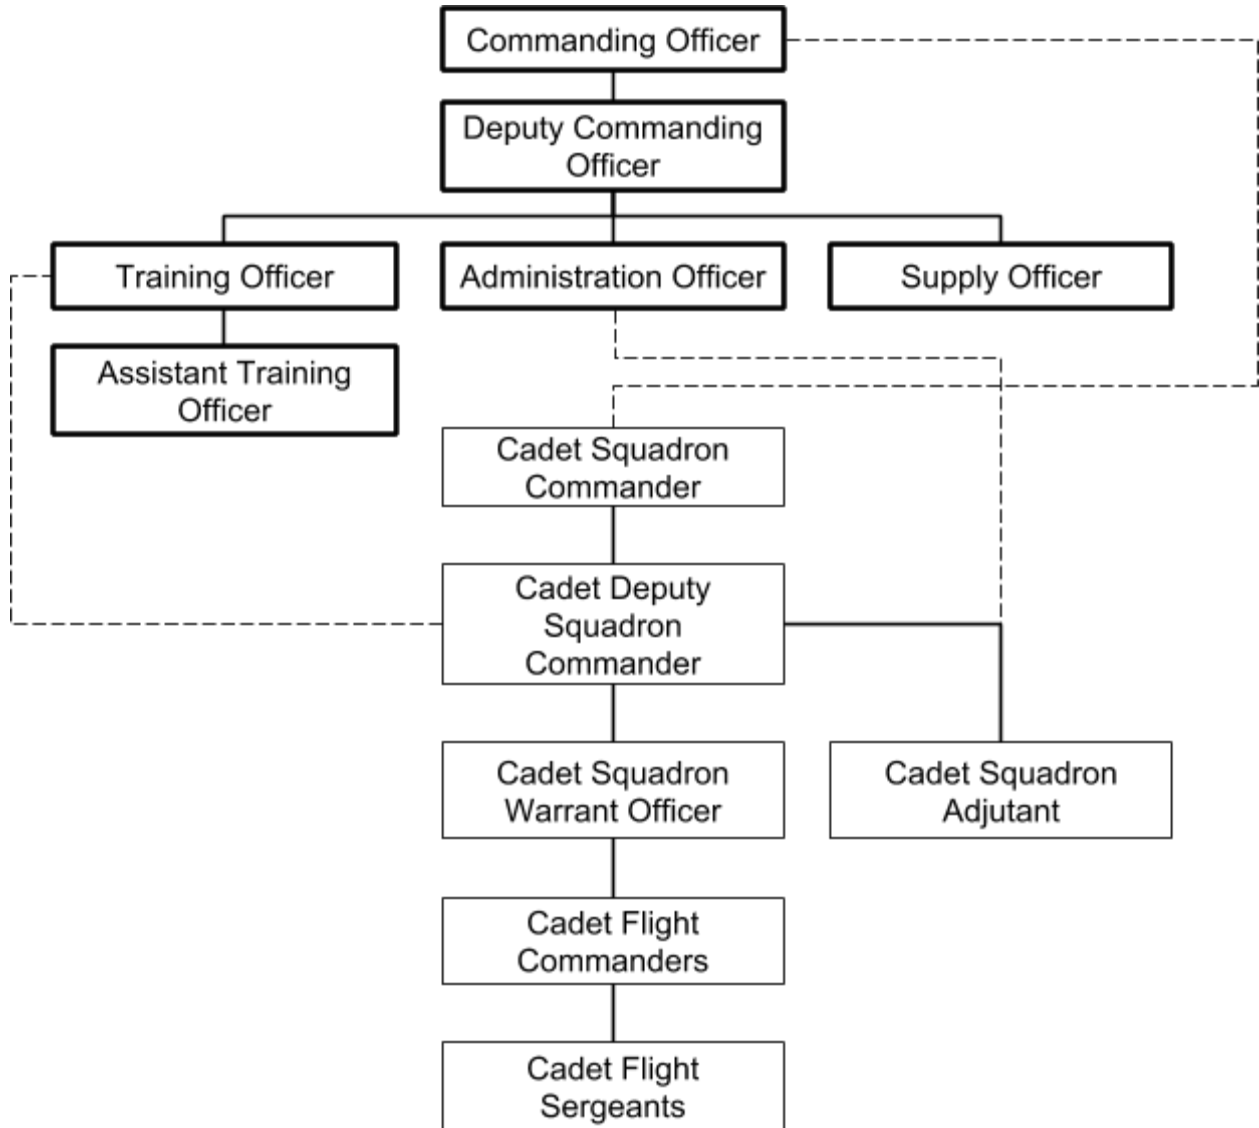 Commanding Officer
Deputy Commanding
Officer
Training Officer
Administration Officer
Supply Officer
Assistant Training
Officer
Cadet Squadron
Commander
Cadet Deputy
Squadron
Commander
Cadet Squadron
Warrant Officer
Cadet Squadron
Adjutant
Cadet Flight
Commanders
Cadet Flight
Sergeants